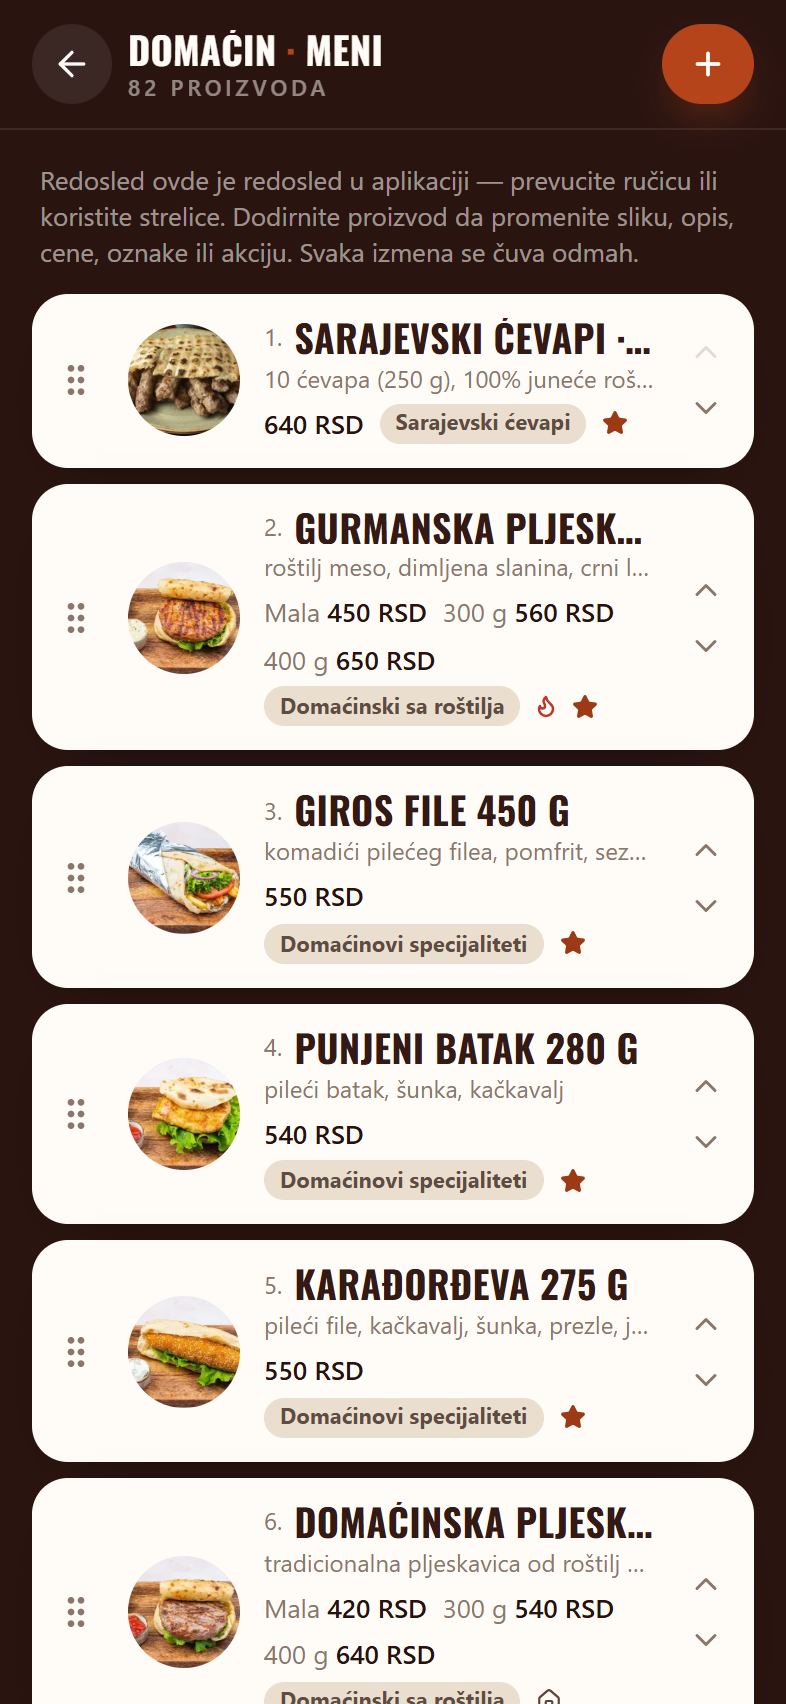 DOMAĆIN · MENI
82 PROIZVODA
Redosled ovde je redosled u aplikaciji — prevucite ručicu ili
koristite strelice. Dodirnite proizvod da promenite sliku, opis,
cene, oznake ili akciju. Svaka izmena se čuva odmah.
1. SARAJEVSKI ĆEVAPI ·...
10 ćevapa (250 g), 100% juneće roš...
640 RSD Sarajevski ćevapi
2. GURMANSKA PLJESK...
roštilj meso, dimljena slanina, crni l...
Mala 450 RSD 300 g 560 RSD
400 g 650 RSD
Domaćinski sa roštilja
3. GIROS FILE 450 G
komadići pilećeg filea, pomfrit, sez...
550 RSD
Domaćinovi specijaliteti
4. PUNJENI BATAK 280 G
pileći batak, šunka, kačkavalj
540 RSD
Domaćinovi specijaliteti
5. KARAĐORĐEVA 275 G
pileći file, kačkavalj, šunka, prezle, j...
550 RSD
Domaćinovi specijaliteti
6. DOMAĆINSKA PLJESK...
tradicionalna pljeskavica od roštilj ...
Mala 420 RSD 300 g 540 RSD
400 g 640 RSD
Domaćinski sa roštilja